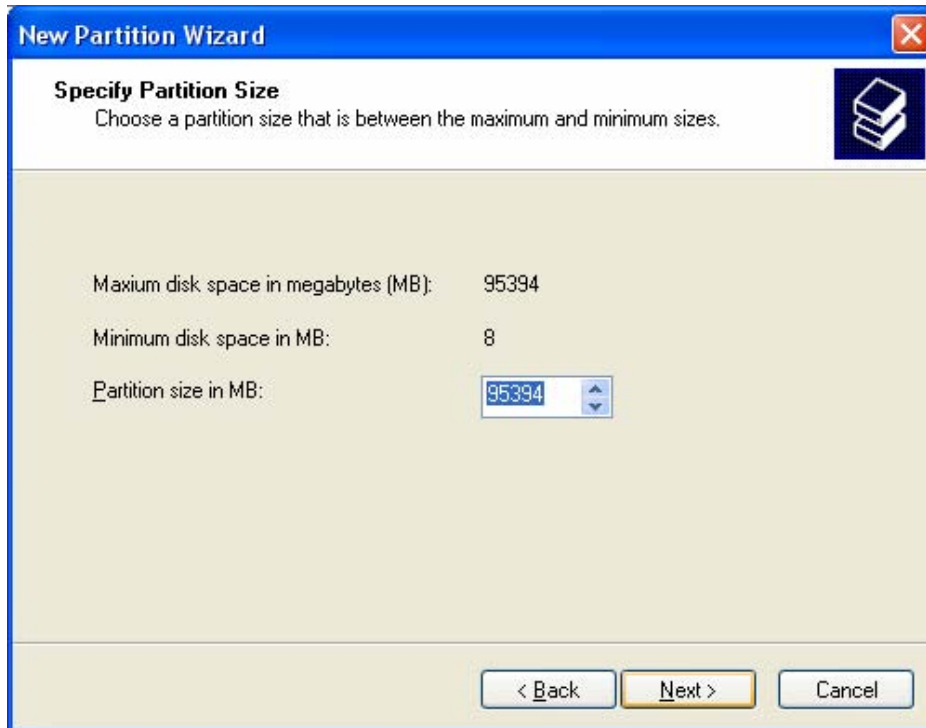 New Partition Wizard
Specify Partition Size
Choose a partition size that is between the maximum and minimum sizes.
Maxium disk space in megabytes (MB): 95394
Minimum disk space in MB: 8
Partition size in MB: 95394
< Back Next > Cancel